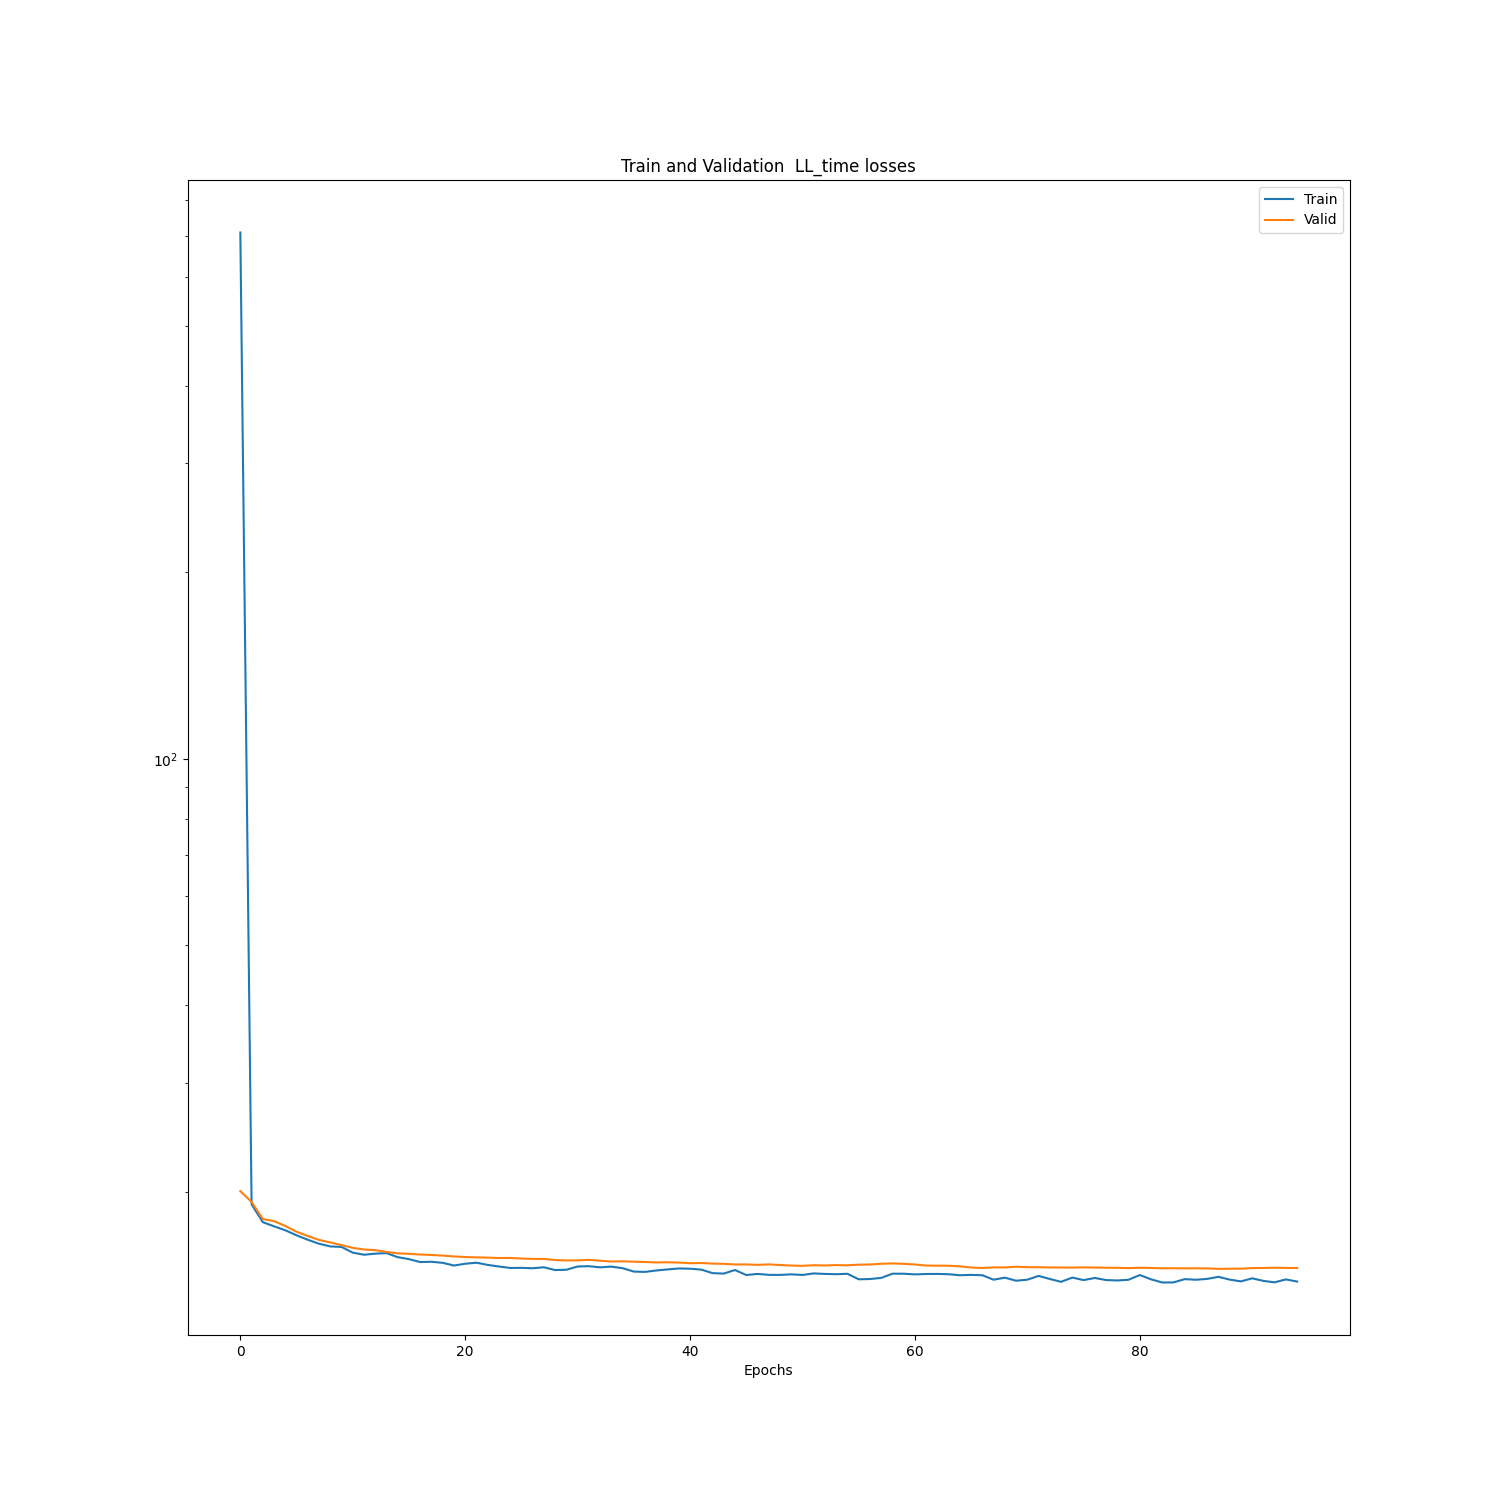 Train and Validation  LL_time losses
Train
Valid
10²
0 20 40 60 80
Epochs